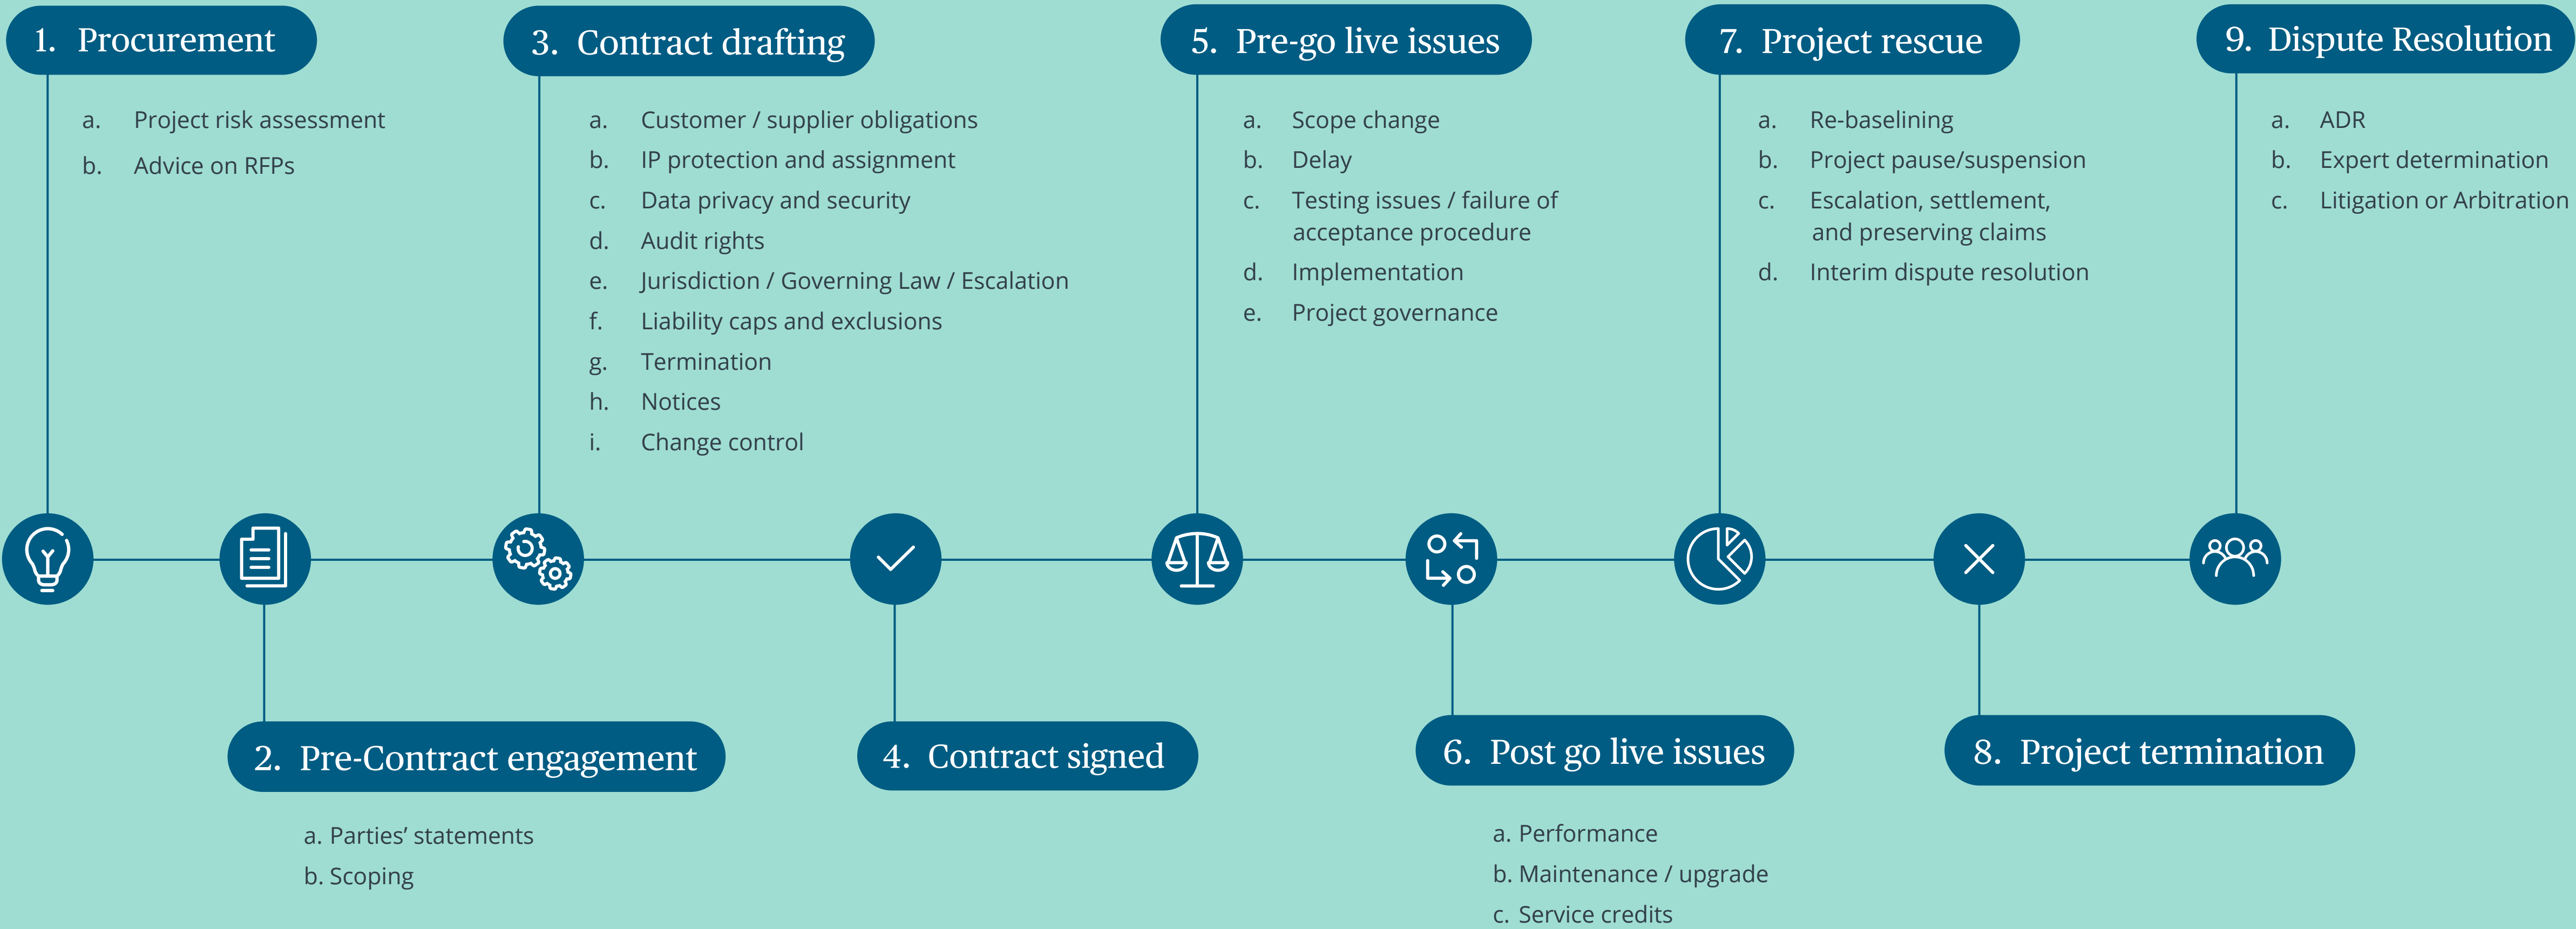 1. Procurement
a. Project risk assessment
b. Advice on RFPs
2. Pre-Contract engagement
a. Parties’ statements
b. Scoping
3. Contract drafting
a. Customer / supplier obligations
b. IP protection and assignment
c. Data privacy and security
d. Audit rights
e. Jurisdiction / Governing Law / Escalation
f. Liability caps and exclusions
g. Termination
h. Notices
i. Change control
4. Contract signed
5. Pre-go live issues
a. Scope change
b. Delay
c. Testing issues / failure of
acceptance procedure
d. Implementation
e. Project governance
6. Post go live issues
a. Performance
b. Maintenance / upgrade
c. Service credits
7. Project rescue
a. Re-baselining
b. Project pause/suspension
c. Escalation, settlement,
and preserving claims
d. Interim dispute resolution
8. Project termination
9. Dispute Resolution
a. ADR
b. Expert determination
c. Litigation or Arbitration